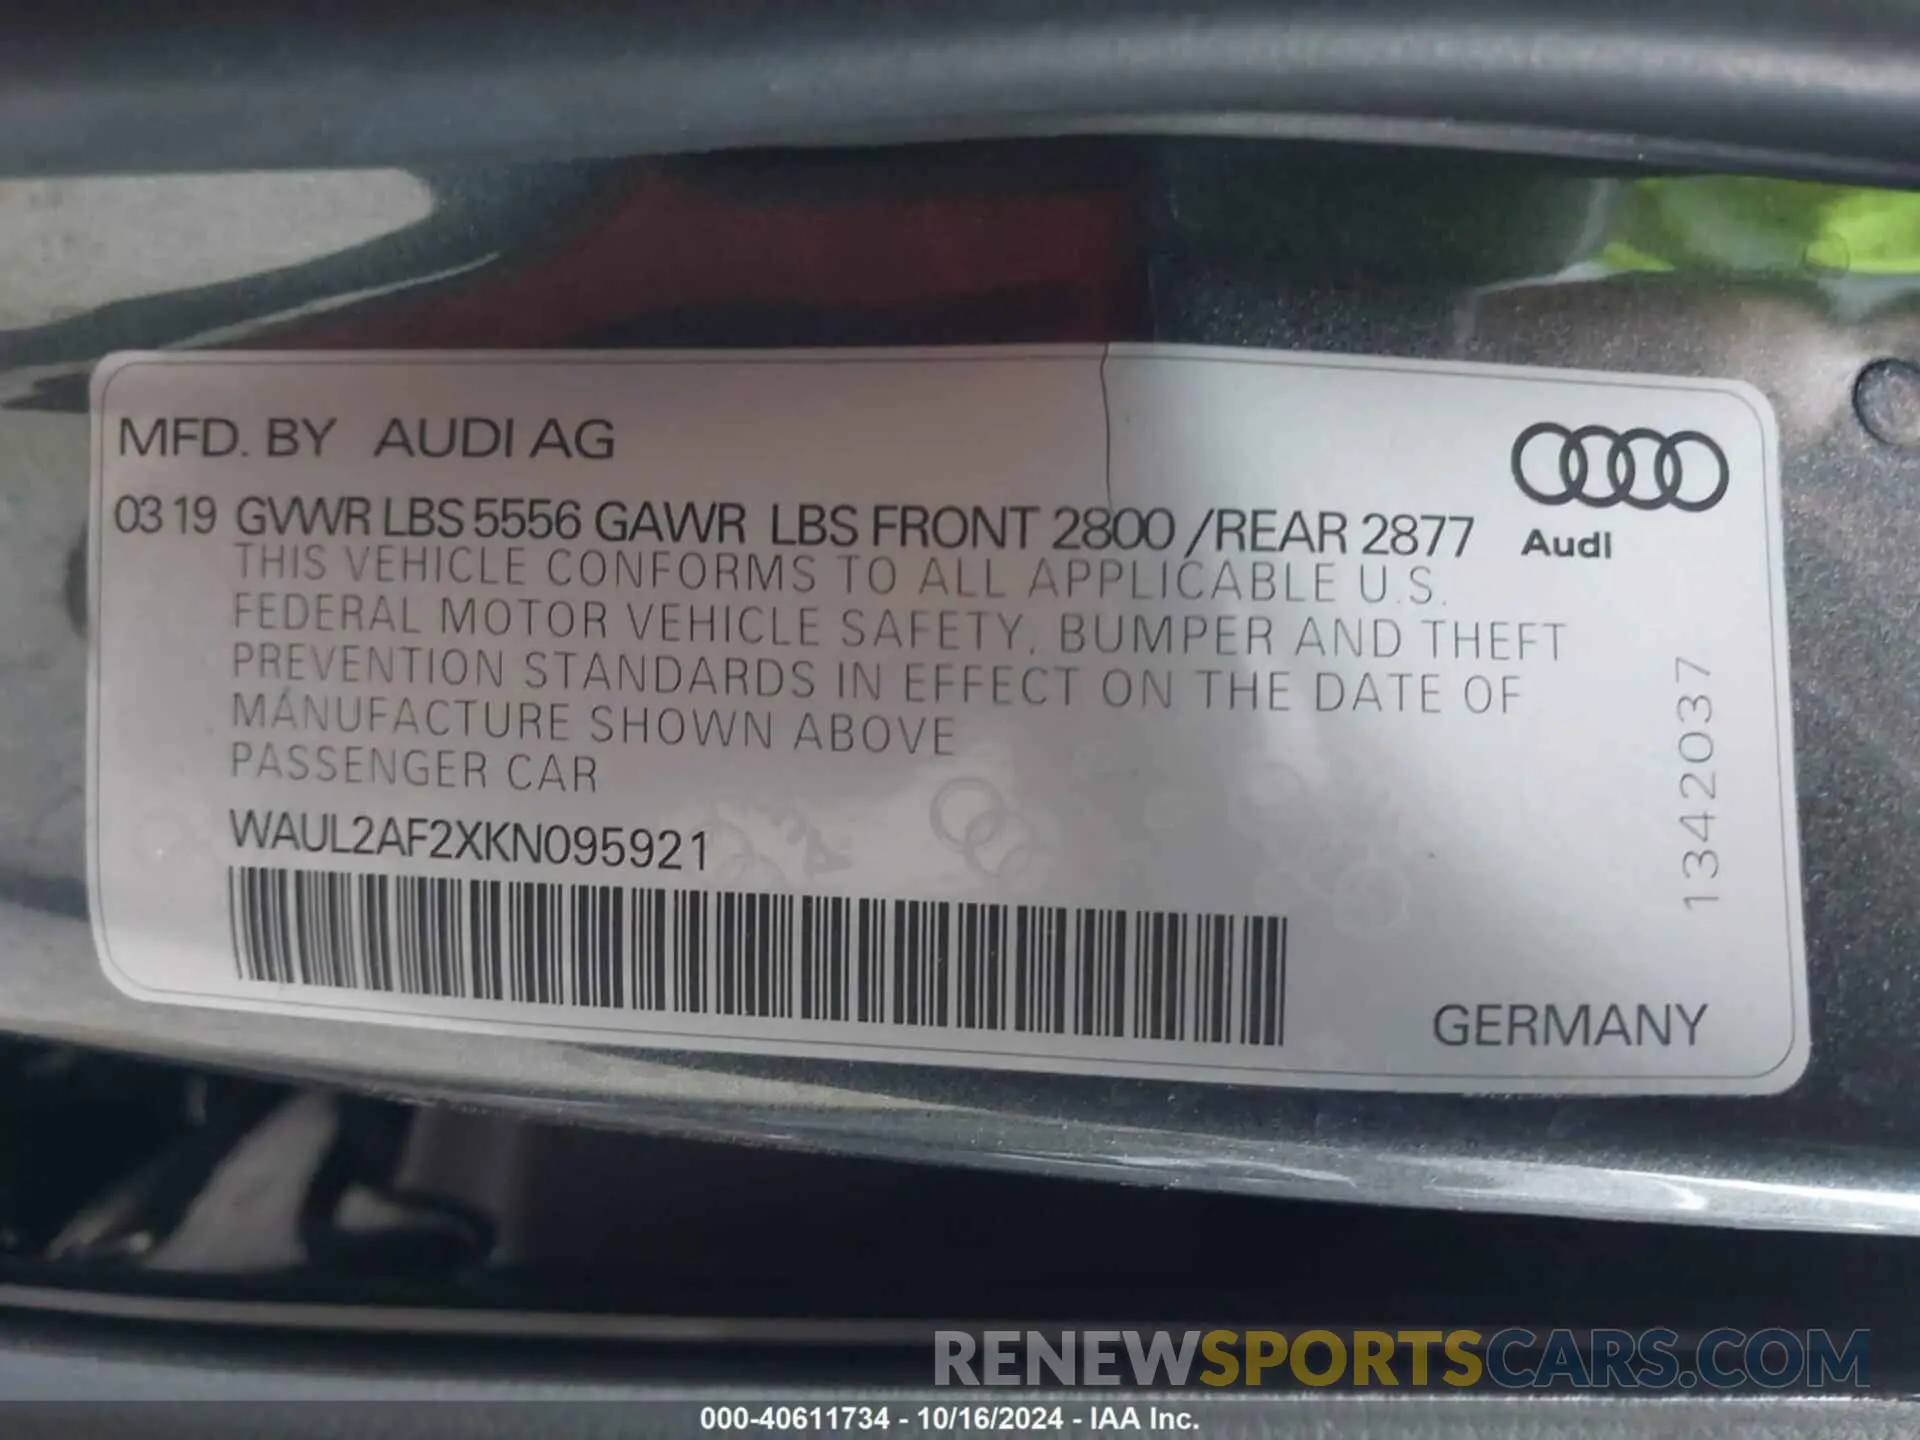 MFD. BY AUDI AG
03 19 GVWR LBS 5556 GAWR LBS FRONT 2800 /REAR 2877
Audi
THIS VEHICLE CONFORMS TO ALL APPLICABLE U.S.
FEDERAL MOTOR VEHICLE SAFETY, BUMPER AND THEFT
PREVENTION STANDARDS IN EFFECT ON THE DATE OF
MANUFACTURE SHOWN ABOVE
PASSENGER CAR
WAUL2AF2XKN095921
1342037
GERMANY
RENEWSPORTSCARS.COM
000-40611734 - 10/16/2024 - IAA Inc.